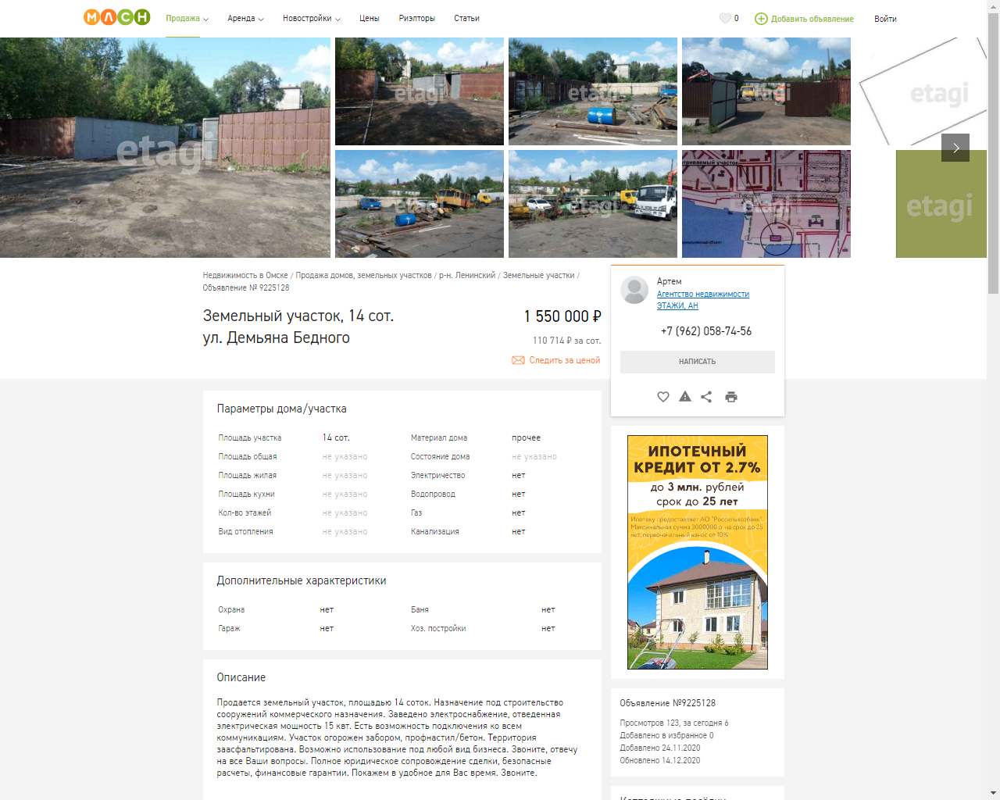 МЛСН
Продажа
Аренда
Новостройки
Цены
Риэлторы
Статьи
0
Добавить объявление
Войти
etagi
etagi
etagi
etagi
etagi
etagi
etagi
etagi
etagi
Недвижимость в Омске / Продажа домов, земельных участков / р-н. Ленинский / Земельные участки /
Объявление № 9225128
Земельный участок, 14 сот.
ул. Демьяна Бедного
1 550 000 ₽
110 714 ₽ за сот.
Следить за ценой
Артем
Агентство недвижимости
ЭТАЖИ, АН
+7 (962) 058-74-56
НАПИСАТЬ
Параметры дома/участка
Площадь участка 14 сот. Материал дома прочее
Площадь общая не указано Состояние дома не указано
Площадь жилая не указано Электричество нет
Площадь кухни не указано Водопровод нет
Кол-во этажей не указано Газ нет
Вид отопления не указано Канализация нет
Дополнительные характеристики
Охрана нет Баня нет
Гараж нет Хоз. постройки нет
Описание
Продается земельный участок, площадью 14 соток. Назначение под строительство
сооружений коммерческого назначения. Заведено электроснабжение, отведенная
электрическая мощность 15 квт. Есть возможность подключения ко всем
коммуникациям. Участок огорожен забором, профнастил/бетон. Территория
заасфальтирована. Возможно использование под любой вид бизнеса. Звоните, отвечу
на все Ваши вопросы. Полное юридическое сопровождение сделки, безопасные
расчеты, финансовые гарантии. Покажем в удобное для Вас время. Звоните.
ИПОТЕЧНЫЙ
КРЕДИТ ОТ 2.7%
до 3 млн. рублей
срок до 25 лет
Ипотеку предоставляет АО "Россельхозбанк".
Максимальная сумма 3000000 р. на срок до 25
лет, первоначальный взнос от 10%
Объявление №9225128
Просмотров 123, за сегодня 6
Добавлено в избранное 0
Добавлено 24.11.2020
Обновлено 14.12.2020